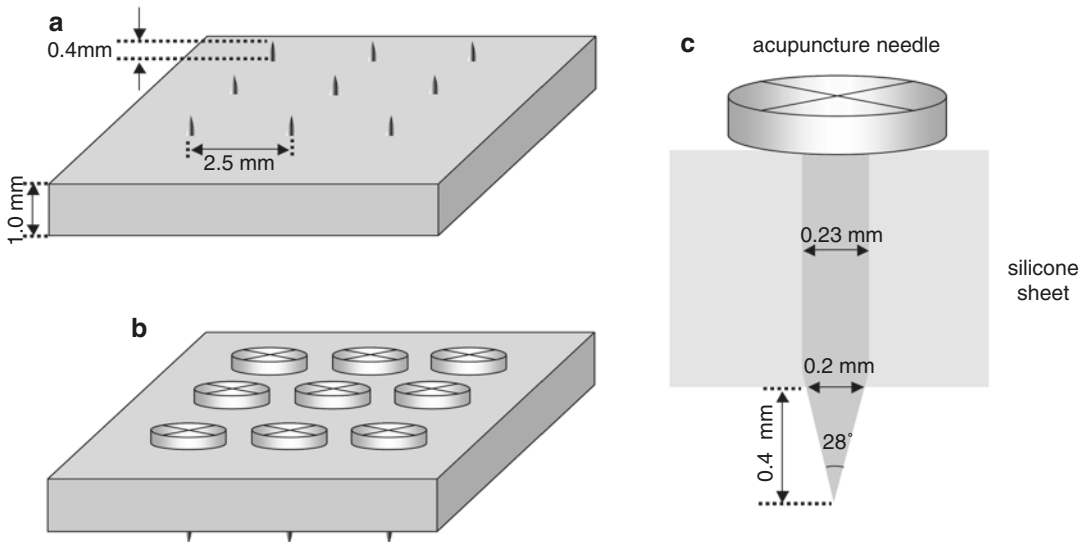 a
0.4mm
2.5 mm
1.0 mm
b
c
acupuncture needle
0.23 mm
silicone
sheet
0.2 mm
0.4 mm
28°